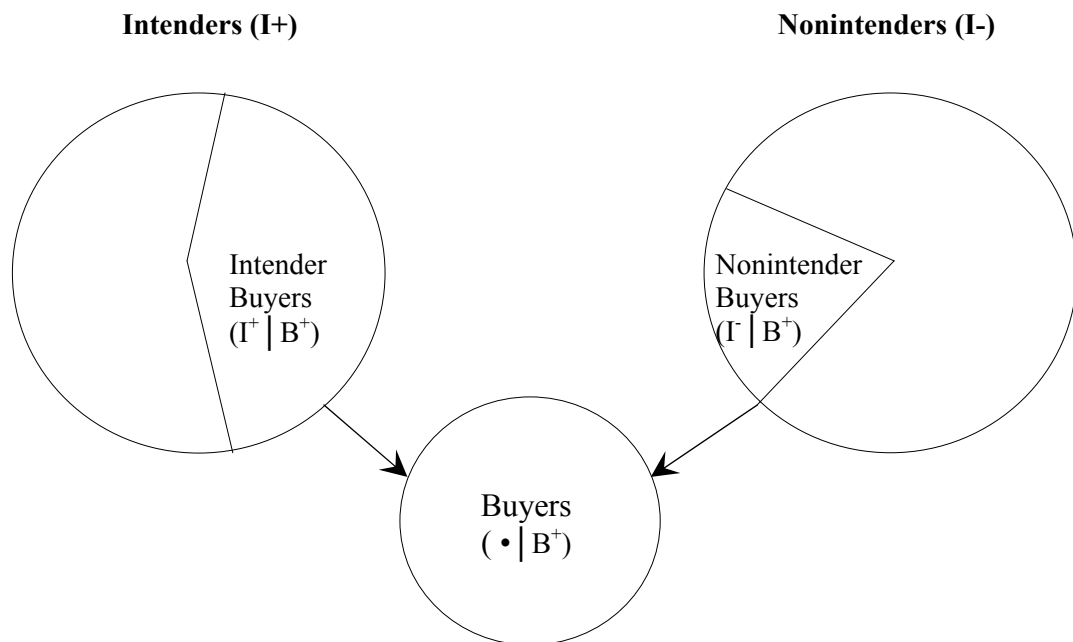 Intenders (I+)
Nonintenders (I-)
Intender
Buyers
(I⁺ | B⁺)
Nonintender
Buyers
(I⁻ | B⁺)
Buyers
( • | B⁺)